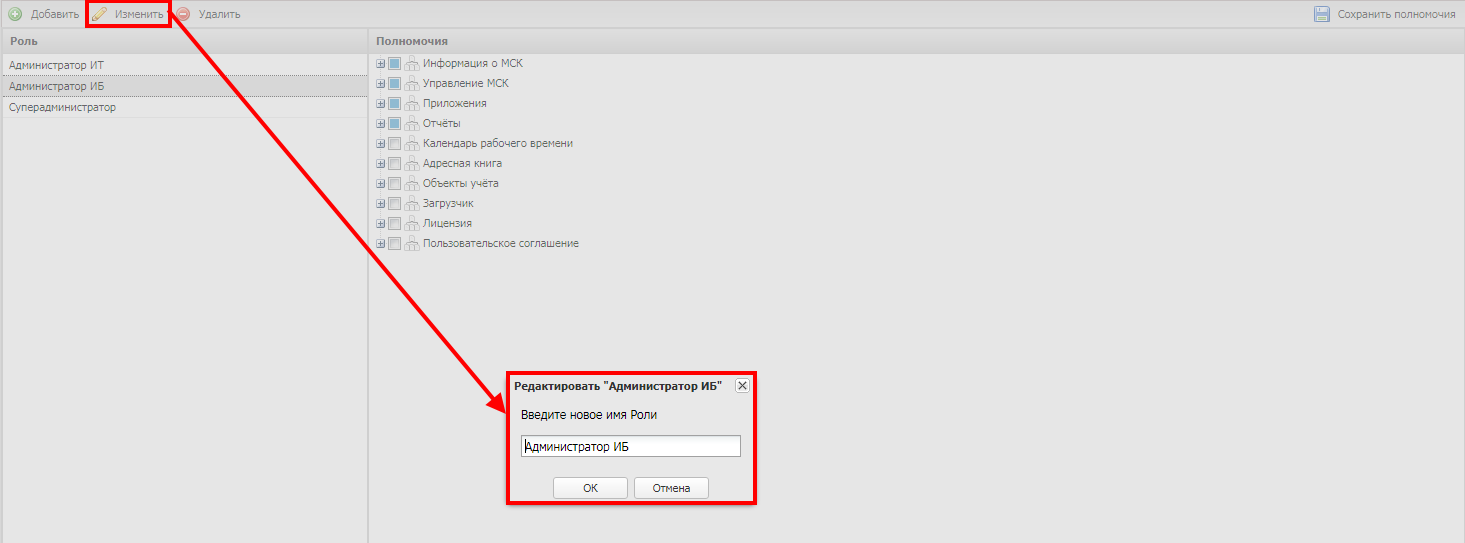 Добавить Изменить Удалить Сохранить полномочия
Роль
Администратор ИТ
Администратор ИБ
Суперадминистратор
Полномочия
Информация о МСК
Управление МСК
Приложения
Отчёты
Календарь рабочего времени
Адресная книга
Объекты учёта
Загрузчик
Лицензия
Пользовательское соглашение
Редактировать "Администратор ИБ"
Введите новое имя Роли
Администратор ИБ
OK Отмена